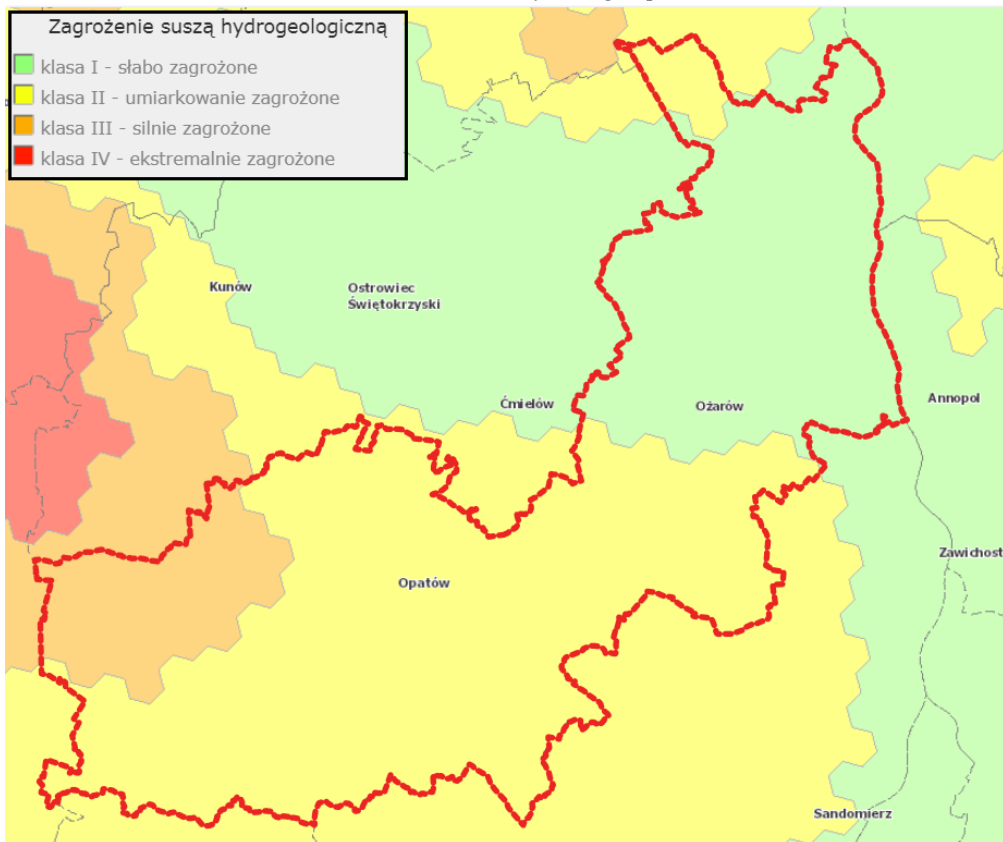 Zagrożenie suszą hydrogeologiczną
klasa I - słabo zagrożone
klasa II - umiarkowanie zagrożone
klasa III - silnie zagrożone
klasa IV - ekstremalnie zagrożone
Kunów
Ostrowiec
Świętokrzyski
Ćmielów
Ożarów
Annopol
Zawichost
Opatów
Sandomierz